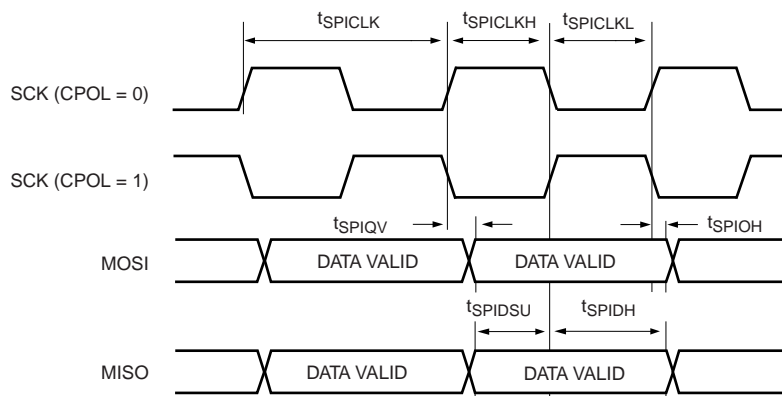 tSPICLK tSPICLKH tSPICLKL
SCK (CPOL = 0)
SCK (CPOL = 1)
tSPIQV tSPIOH
MOSI DATA VALID DATA VALID
tSPIDSU tSPIDH
MISO DATA VALID DATA VALID